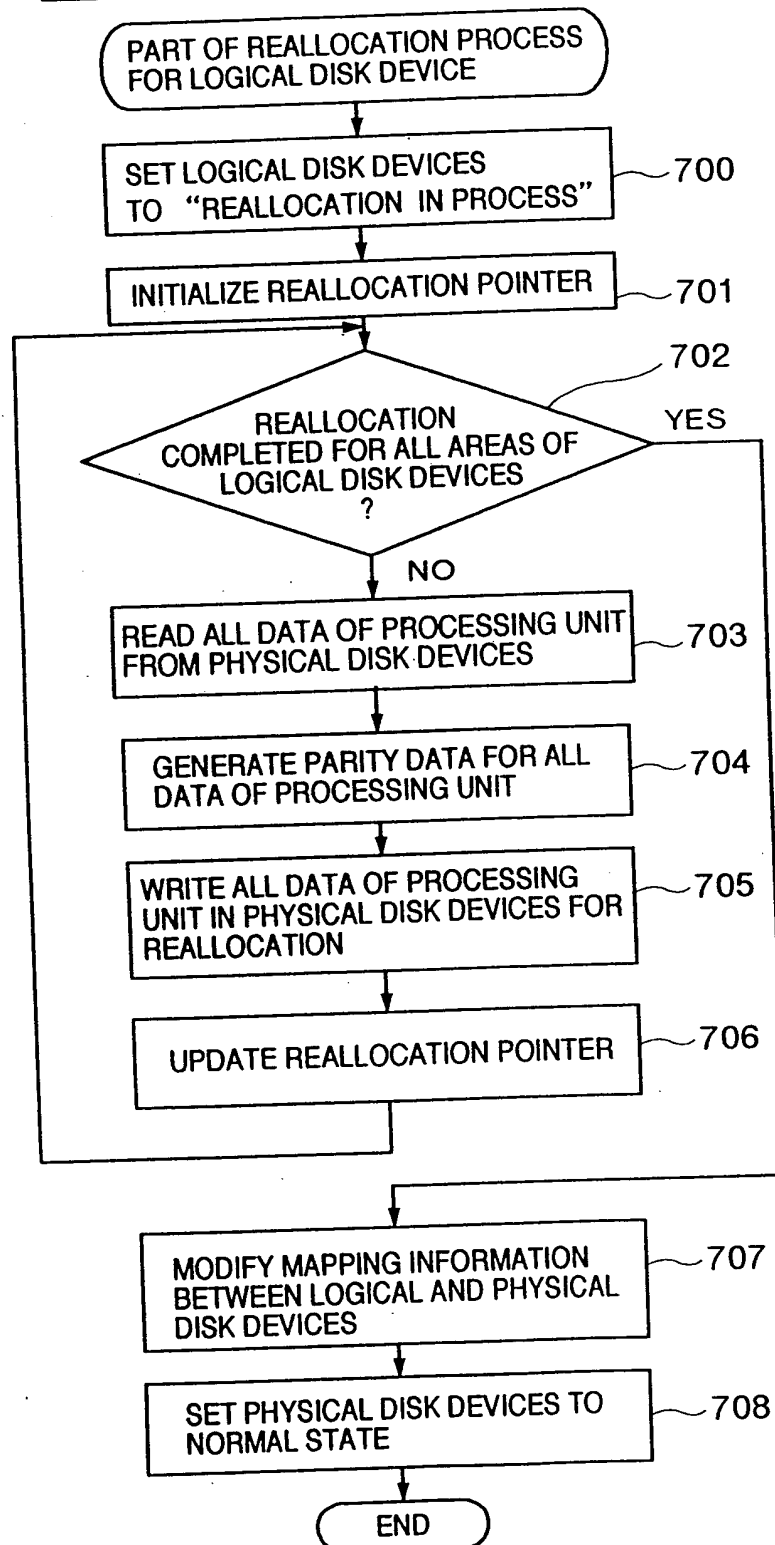 PART OF REALLOCATION PROCESS
FOR LOGICAL DISK DEVICE
SET LOGICAL DISK DEVICES
TO "REALLOCATION IN PROCESS"
700
INITIALIZE REALLOCATION POINTER
701
702
REALLOCATION
COMPLETED FOR ALL AREAS OF
LOGICAL DISK DEVICES
?
YES
NO
READ ALL DATA OF PROCESSING UNIT
FROM PHYSICAL DISK DEVICES
703
GENERATE PARITY DATA FOR ALL
DATA OF PROCESSING UNIT
704
WRITE ALL DATA OF PROCESSING
UNIT IN PHYSICAL DISK DEVICES FOR
REALLOCATION
705
UPDATE REALLOCATION POINTER
706
MODIFY MAPPING INFORMATION
BETWEEN LOGICAL AND PHYSICAL
DISK DEVICES
707
SET PHYSICAL DISK DEVICES TO
NORMAL STATE
708
END